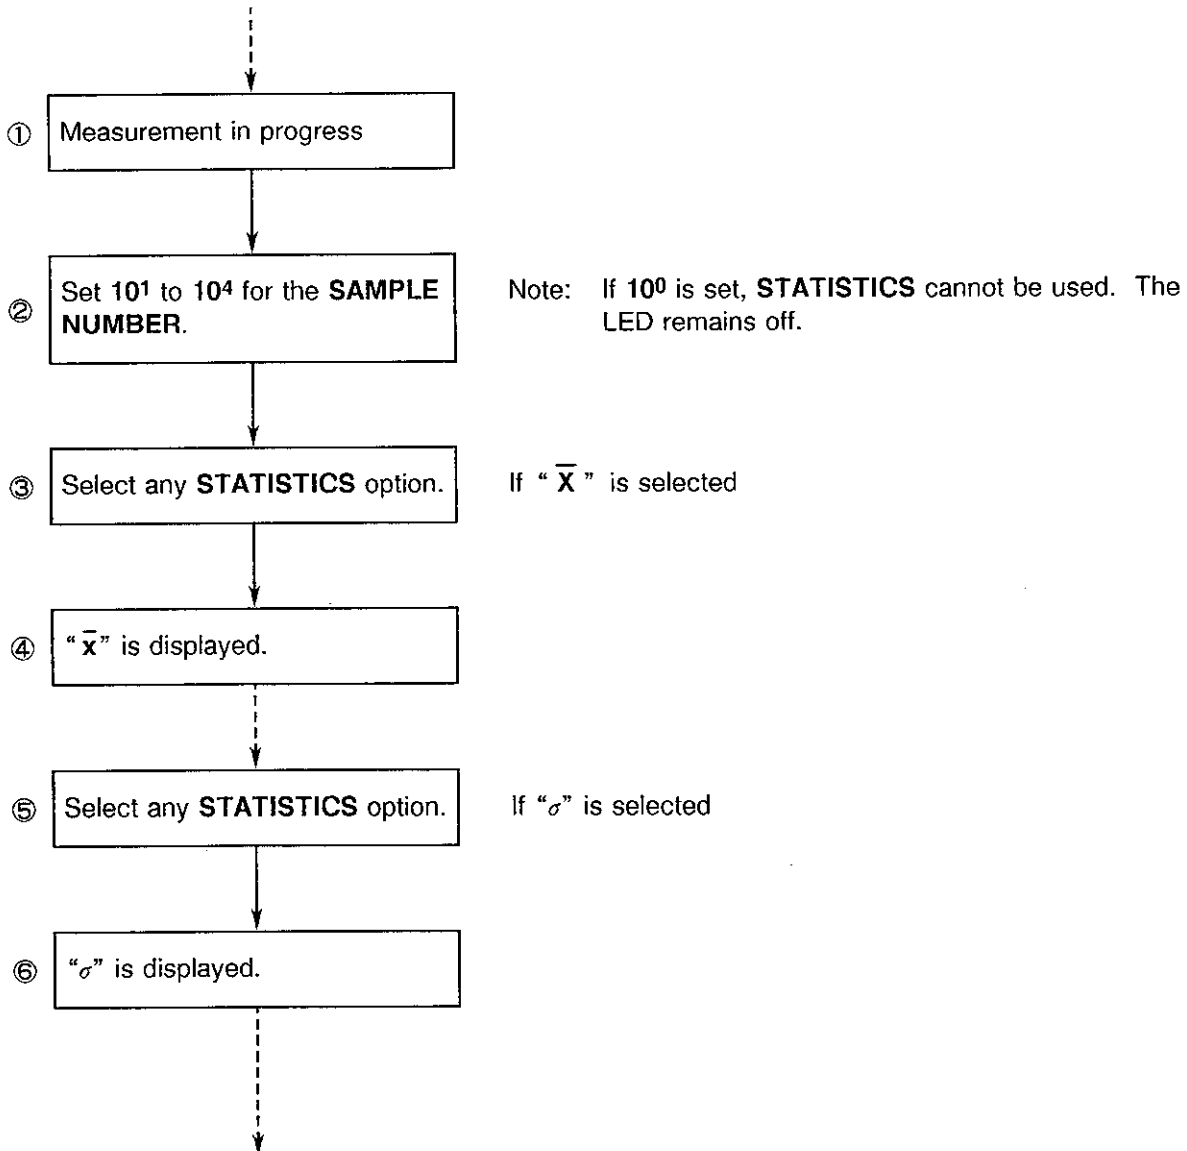 ① Measurement in progress
② Set 10¹ to 10⁴ for the SAMPLE
NUMBER.
Note: If 10⁰ is set, STATISTICS cannot be used. The
LED remains off.
③ Select any STATISTICS option.
If “ X̅ ” is selected
④ “ x̅” is displayed.
⑤ Select any STATISTICS option.
If “σ” is selected
⑥ “σ” is displayed.